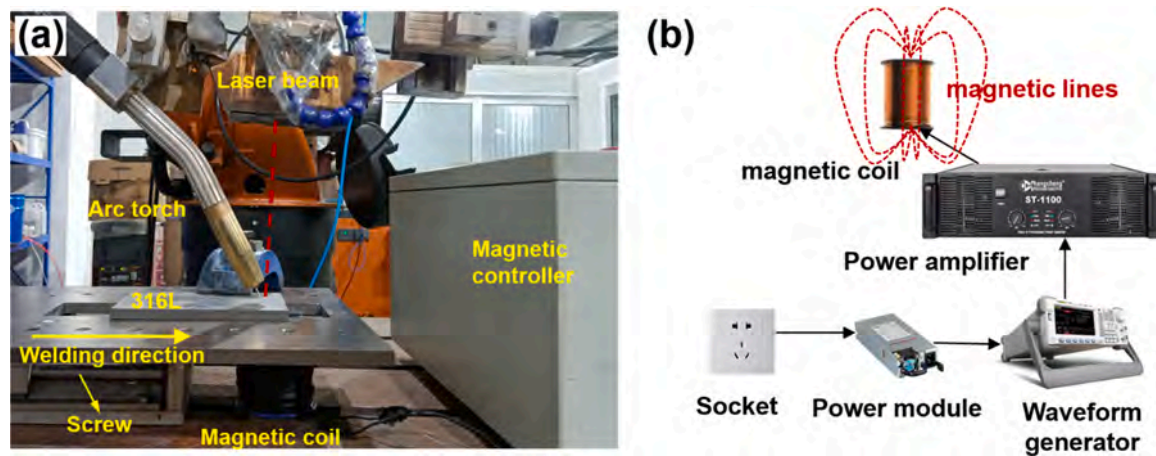 (a)
Laser beam
Arc torch
Magnetic
controller
316L
Welding direction
Screw
Magnetic coil
(b)
magnetic lines
magnetic coil
ST-1100
Power amplifier
Socket
Power module
Waveform
generator